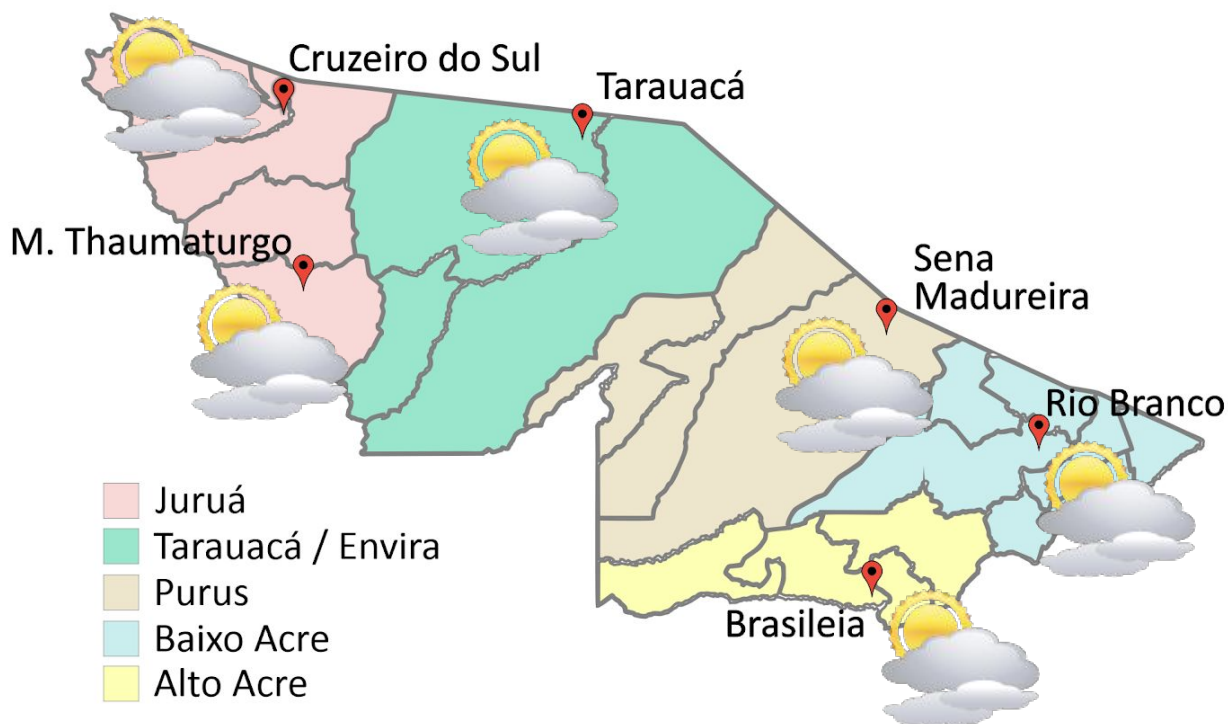 Cruzeiro do Sul
Tarauacá
M. Thaumaturgo
Sena
Madureira
Rio Branco
Brasileia
Juruá
Tarauacá / Envira
Purus
Baixo Acre
Alto Acre